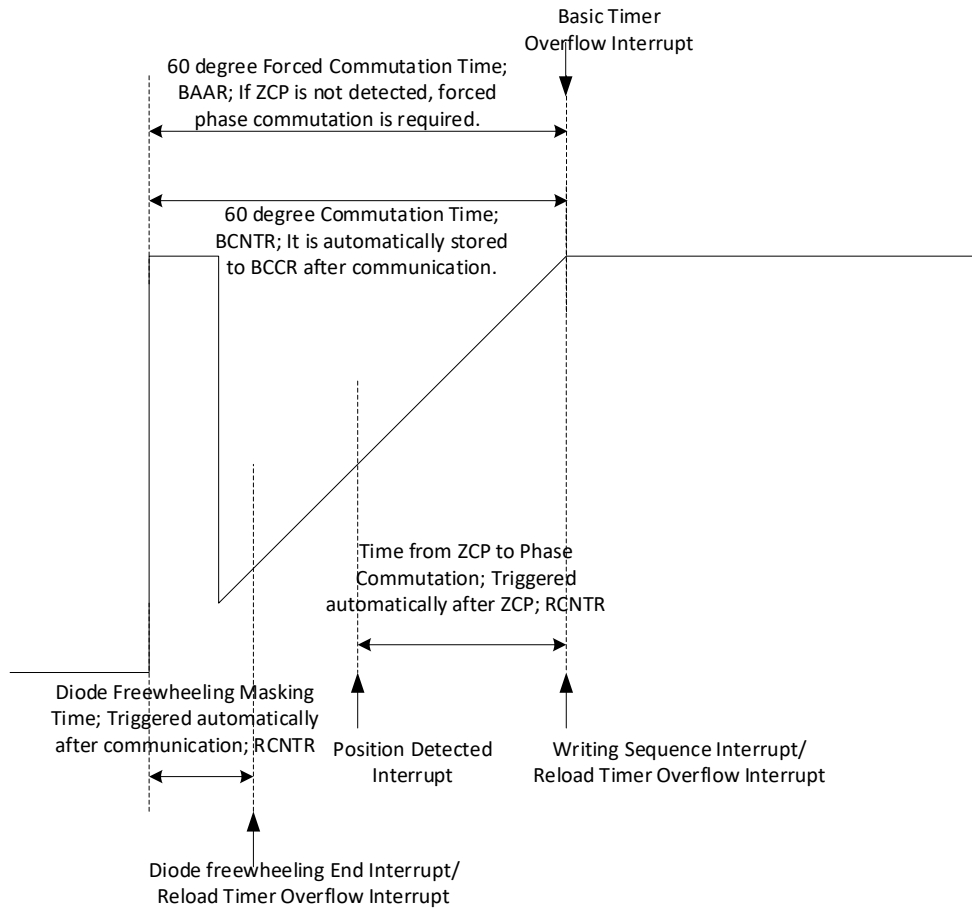 Basic Timer
Overflow Interrupt
60 degree Forced Commutation Time;
BAAR; If ZCP is not detected, forced
phase commutation is required.
60 degree Commutation Time;
BCNTR; It is automatically stored
to BCCR after communication.
Time from ZCP to Phase
Commutation; Triggered
automatically after ZCP; RCNTR
Diode Freewheeling Masking
Time; Triggered automatically
after communication; RCNTR
Position Detected
Interrupt
Writing Sequence Interrupt/
Reload Timer Overflow Interrupt
Diode freewheeling End Interrupt/
Reload Timer Overflow Interrupt